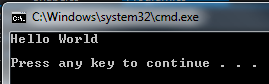 C:\Windows\system32\cmd.exe
Hello World
Press any key to continue . . .